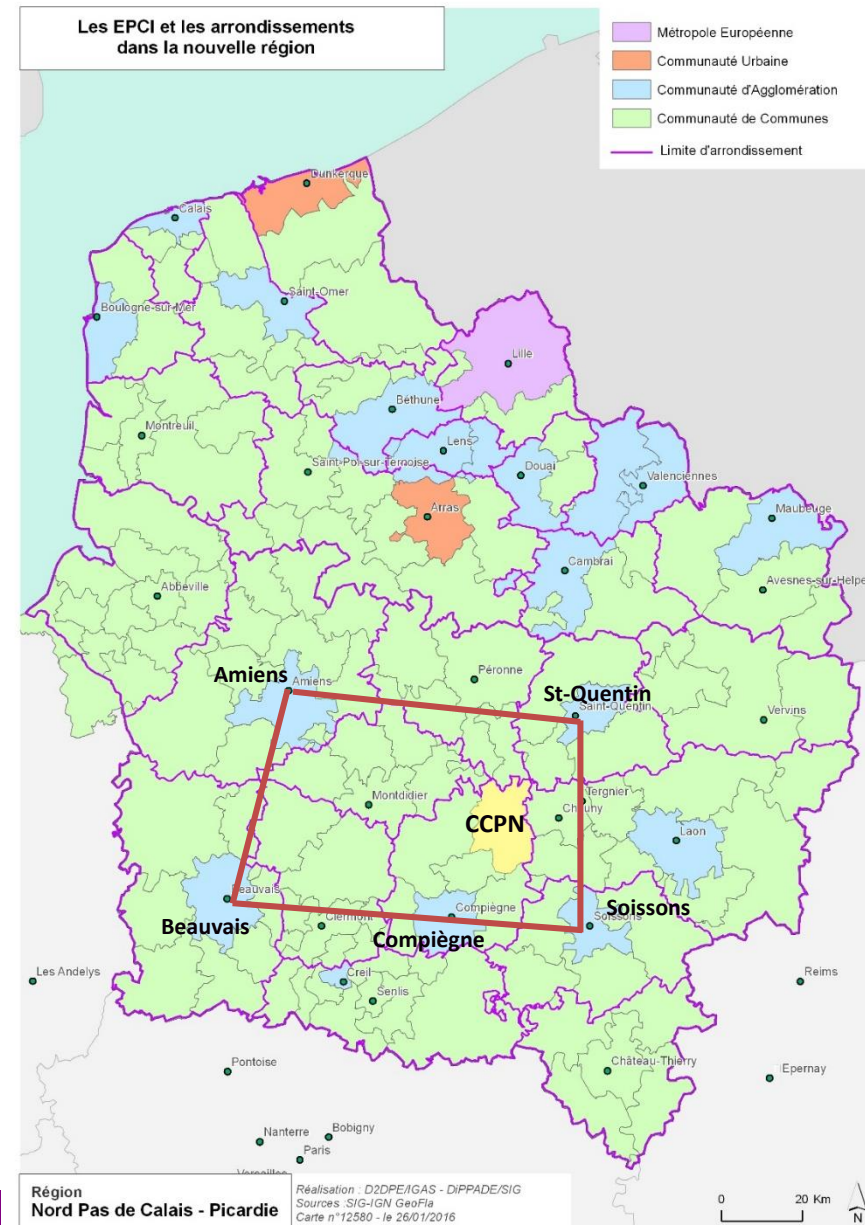 Les EPCI et les arrondissements
dans la nouvelle région
Métropole Européenne
Communauté Urbaine
Communauté d'Agglomération
Communauté de Communes
Limite d'arrondissement
Dunkerque
Calais
Saint-Omer
Boulogne-sur-Mer
Lille
Béthune
Montreuil
Lens
Saint-Pol-sur-Ternoise
Douai
Valenciennes
Arras
Maubeuge
Cambrai
Avesnes-sur-Helpe
Abbeville
Amiens
Amiens
Péronne
St-Quentin
Saint-Quentin
Vervins
Montdidier
Tergnier
Chauny
CCPN
Laon
Beauvais
Beauvais
Compiègne
Soissons
Soissons
Clermont
Compiègne
Les Andelys
Creil
Senlis
Reims
Château-Thierry
Pontoise
Epernay
Nanterre
Bobigny
Paris
Région
Nord Pas de Calais - Picardie
Réalisation : D2DPE/IGAS - DiPPADE/SIG
Sources :SIG-IGN GeoFla
Carte n°12580 - le 26/01/2016
0 20 Km
N